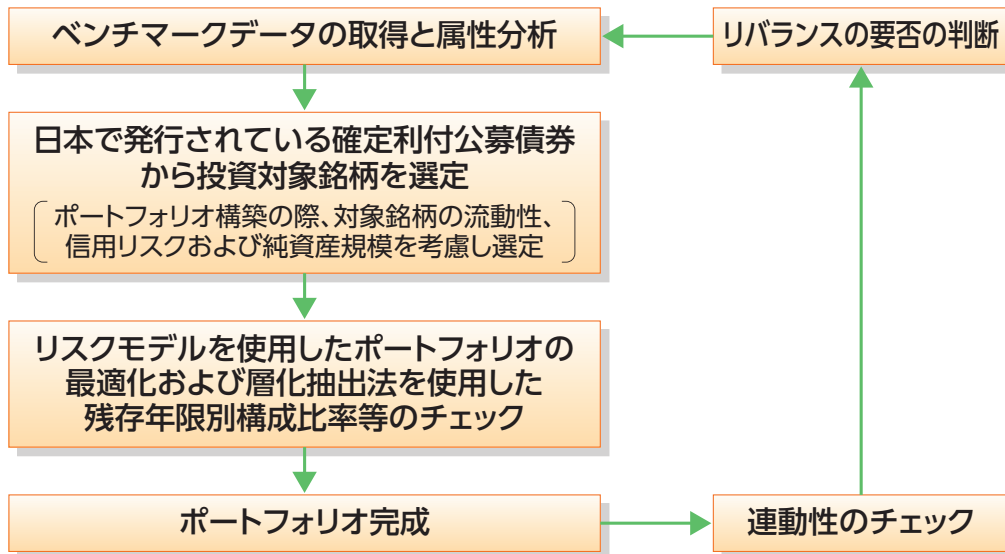 ベンチマークデータの取得と属性分析
リバランスの要否の判断
日本で発行されている確定利付公募債券
から投資対象銘柄を選定
ポートフォリオ構築の際、対象銘柄の流動性、
信用リスクおよび純資産規模を考慮し選定
リスクモデルを使用したポートフォリオの
最適化および層化抽出法を使用した
残存年限別構成比率等のチェック
ポートフォリオ完成
連動性のチェック